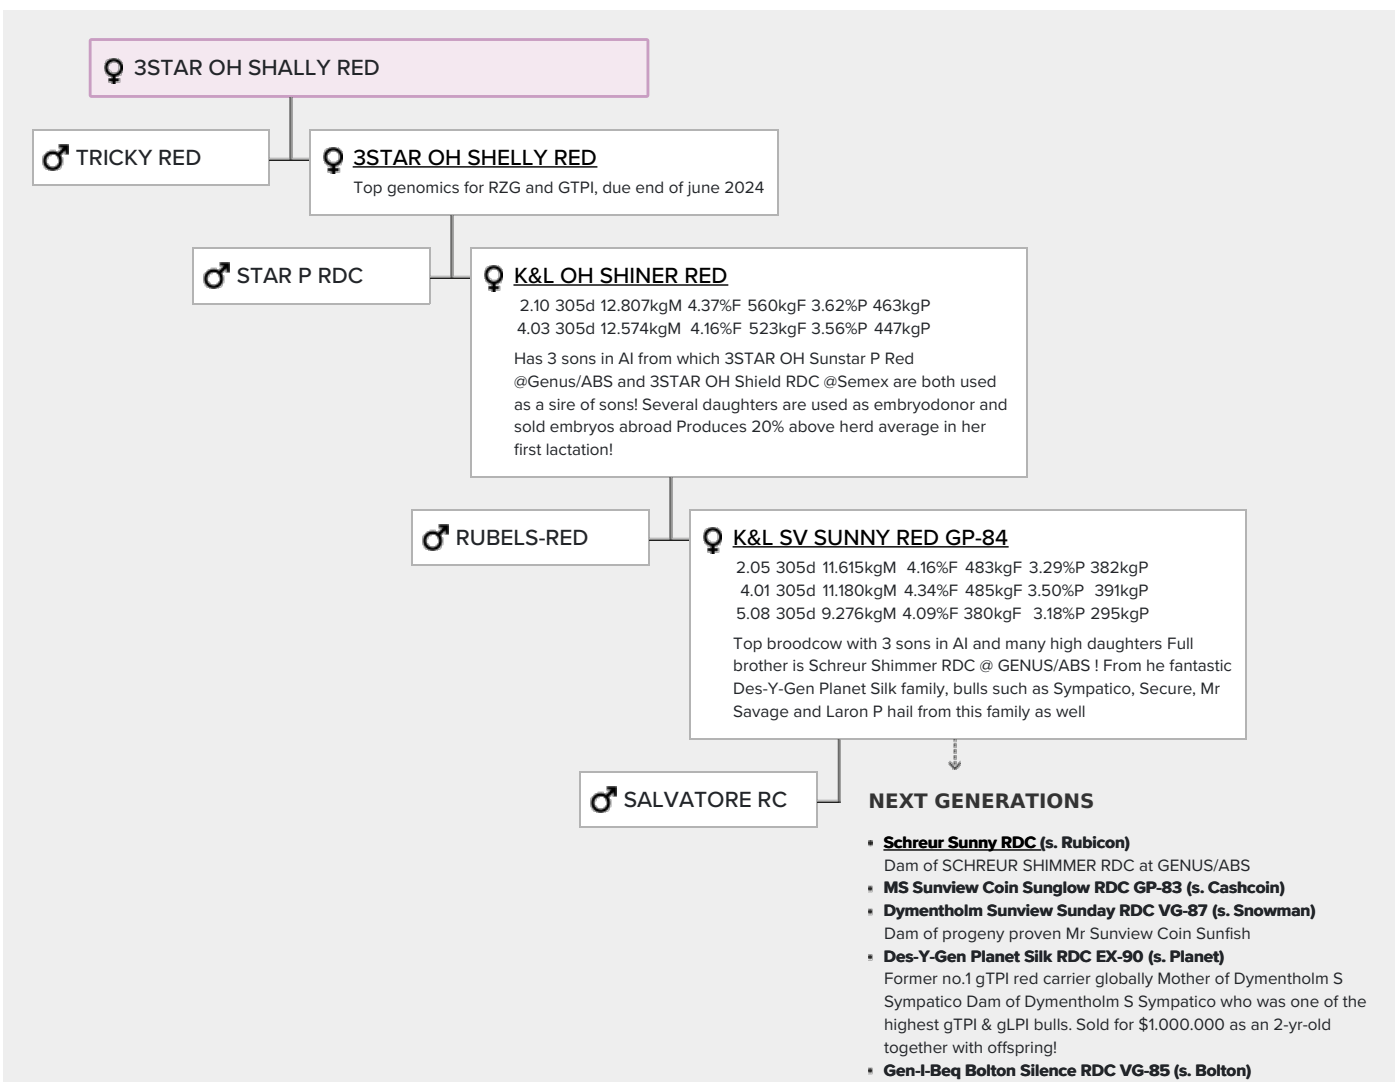 3STAR OH SHALLY RED
TRICKY RED
3STAR OH SHELLY RED
Top genomics for RZG and GTPI, due end of june 2024
STAR P RDC
K&L OH SHINER RED
2.10 305d 12.807kgM 4.37%F 560kgF 3.62%P 463kgP
4.03 305d 12.574kgM 4.16%F 523kgF 3.56%P 447kgP
Has 3 sons in AI from which 3STAR OH Sunstar P Red
@Genus/ABS and 3STAR OH Shield RDC @Semex are both used
as a sire of sons! Several daughters are used as embryodonor and
sold embryos abroad Produces 20% above herd average in her
first lactation!
RUBELS-RED
K&L SV SUNNY RED GP-84
2.05 305d 11.615kgM 4.16%F 483kgF 3.29%P 382kgP
4.01 305d 11.180kgM 4.34%F 485kgF 3.50%P 391kgP
5.08 305d 9.276kgM 4.09%F 380kgF 3.18%P 295kgP
Top broodcow with 3 sons in AI and many high daughters Full
brother is Schreur Shimmer RDC @ GENUS/ABS ! From he fantastic
Des-Y-Gen Planet Silk family, bulls such as Sympatico, Secure, Mr
Savage and Laron P hail from this family as well
SALVATORE RC
NEXT GENERATIONS
Schreur Sunny RDC (s. Rubicon)
Dam of SCHREUR SHIMMER RDC at GENUS/ABS
MS Sunview Coin Sunglow RDC GP-83 (s. Cashcoin)
Dymentholm Sunview Sunday RDC VG-87 (s. Snowman)
Dam of progeny proven Mr Sunview Coin Sunfish
Des-Y-Gen Planet Silk RDC EX-90 (s. Planet)
Former no.1 gTPI red carrier globally Mother of Dymentholm S
Sympatico Dam of Dymentholm S Sympatico who was one of the
highest gTPI & gLPI bulls. Sold for $1.000.000 as an 2-yr-old
together with offspring!
Gen-I-Beq Bolton Silence RDC VG-85 (s. Bolton)